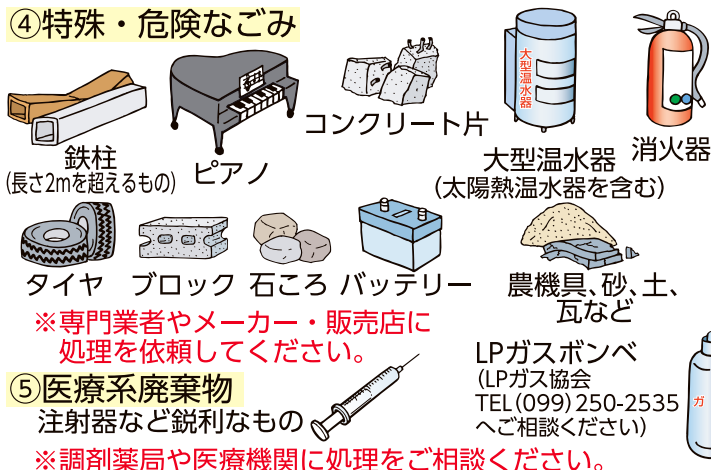 ④特殊・危険なごみ
鉄柱
(長さ2mを超えるもの)
ピアノ
コンクリート片
大型温水器
大型温水器
(太陽熱温水器を含む)
消火器
タイヤ
ブロック
石ころ
バッテリー
農機具、砂、土、
瓦など
※専門業者やメーカー・販売店に
処理を依頼してください。
LPガスボンベ
(LPガス協会
TEL(099)250-2535
へご相談ください)
ガ
⑤医療系廃棄物
注射器など鋭利なもの
※調剤薬局や医療機関に処理をご相談ください。